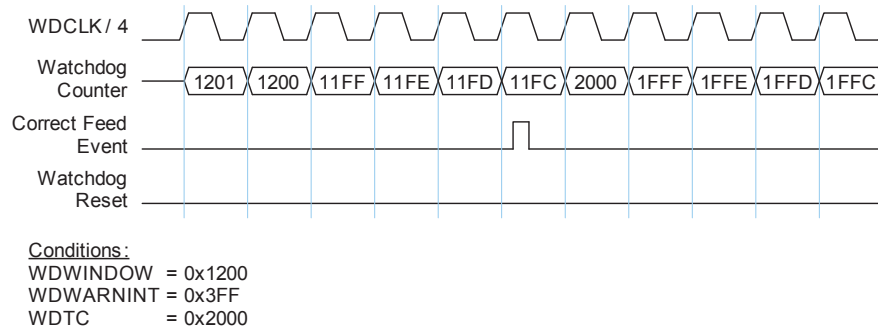 WDCLK / 4
Watchdog
Counter
1201 1200 11FF 11FE 11FD 11FC 2000 1FFF 1FFE 1FFD 1FFC
Correct Feed
Event
Watchdog
Reset
Conditions:
WDWINDOW = 0x1200
WDWARNINT = 0x3FF
WDTC = 0x2000